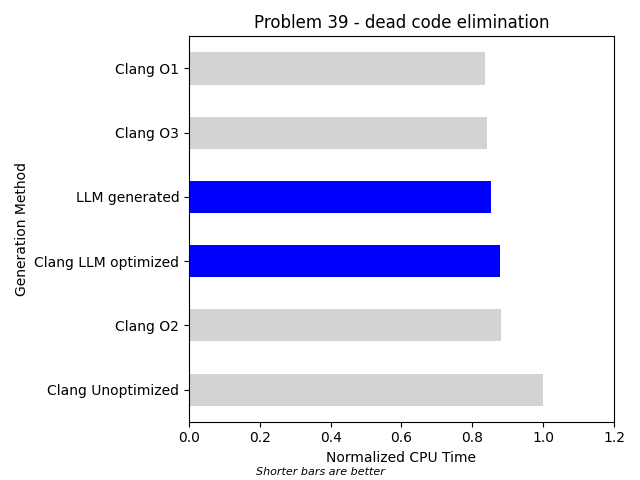 Problem 39 - dead code elimination
Clang O1
Clang O3
LLM generated
Clang LLM optimized
Clang O2
Clang Unoptimized
Generation Method
0.0 0.2 0.4 0.6 0.8 1.0 1.2
Normalized CPU Time
Shorter bars are better